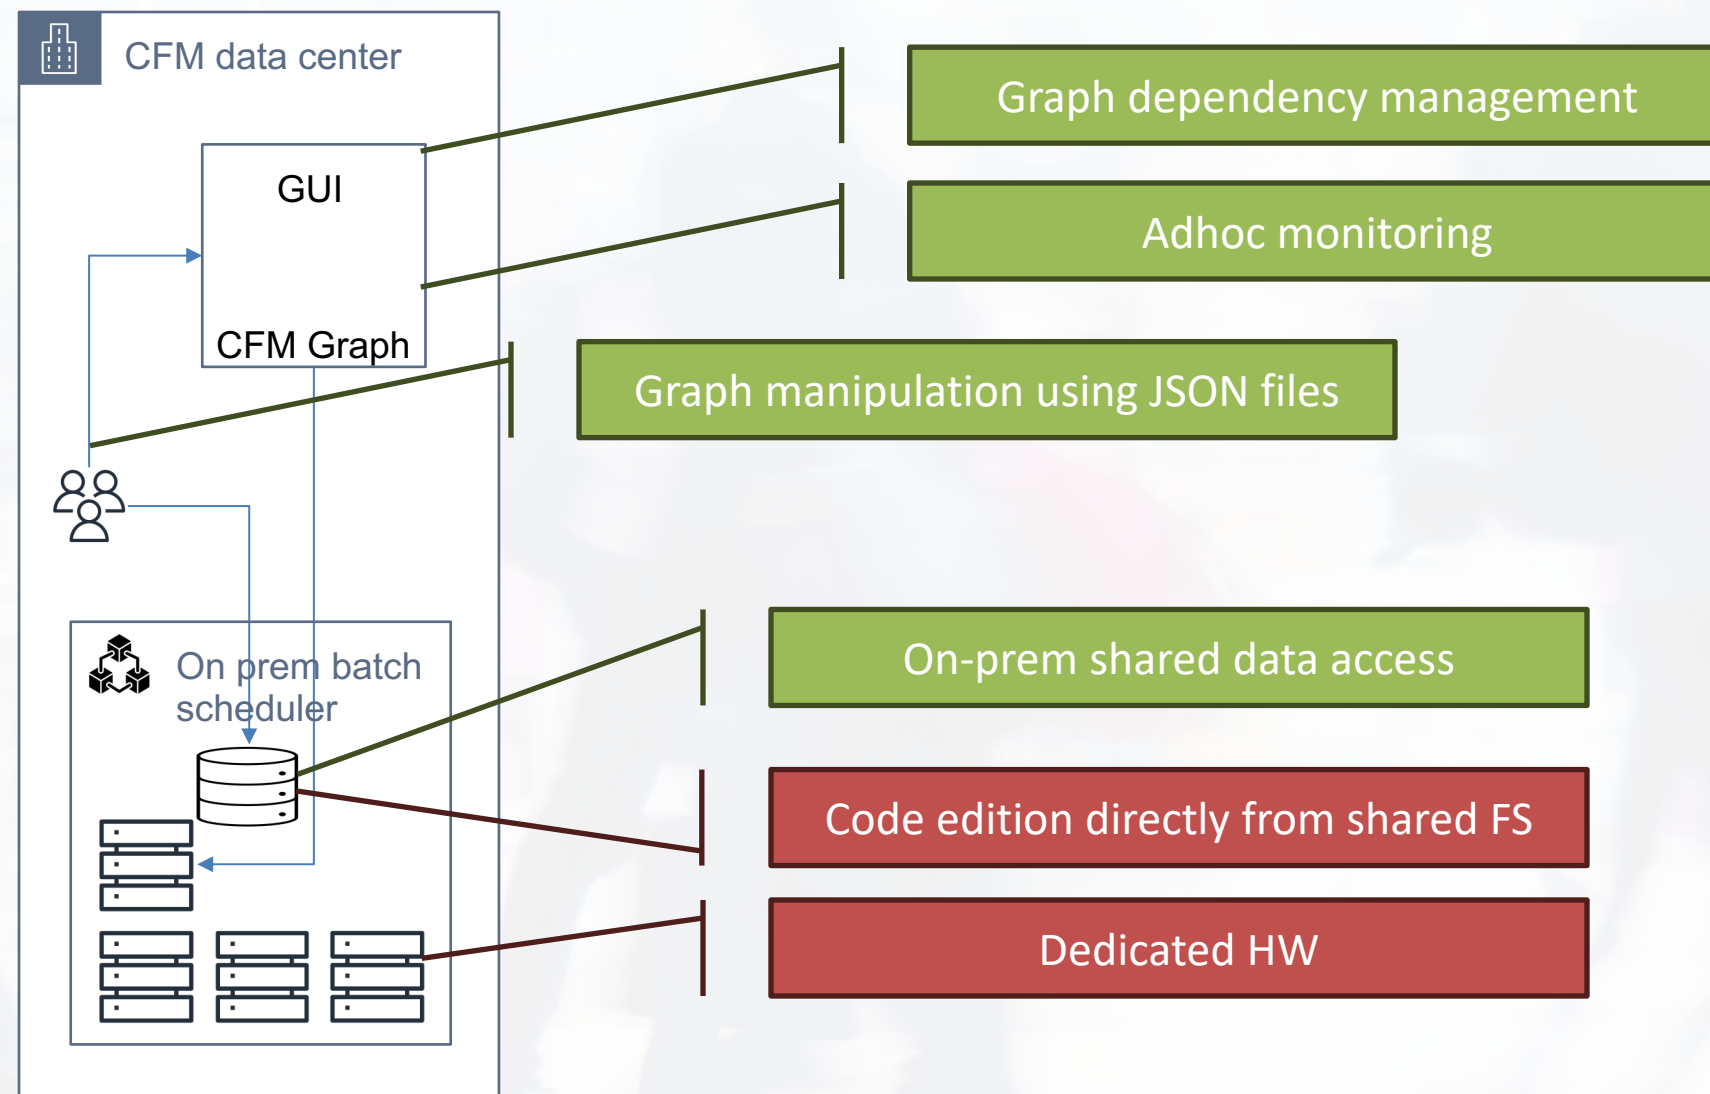 CFM data center
GUI
CFM Graph
Graph dependency management
Adhoc monitoring
Graph manipulation using JSON files
On prem batch
scheduler
On-prem shared data access
Code edition directly from shared FS
Dedicated HW